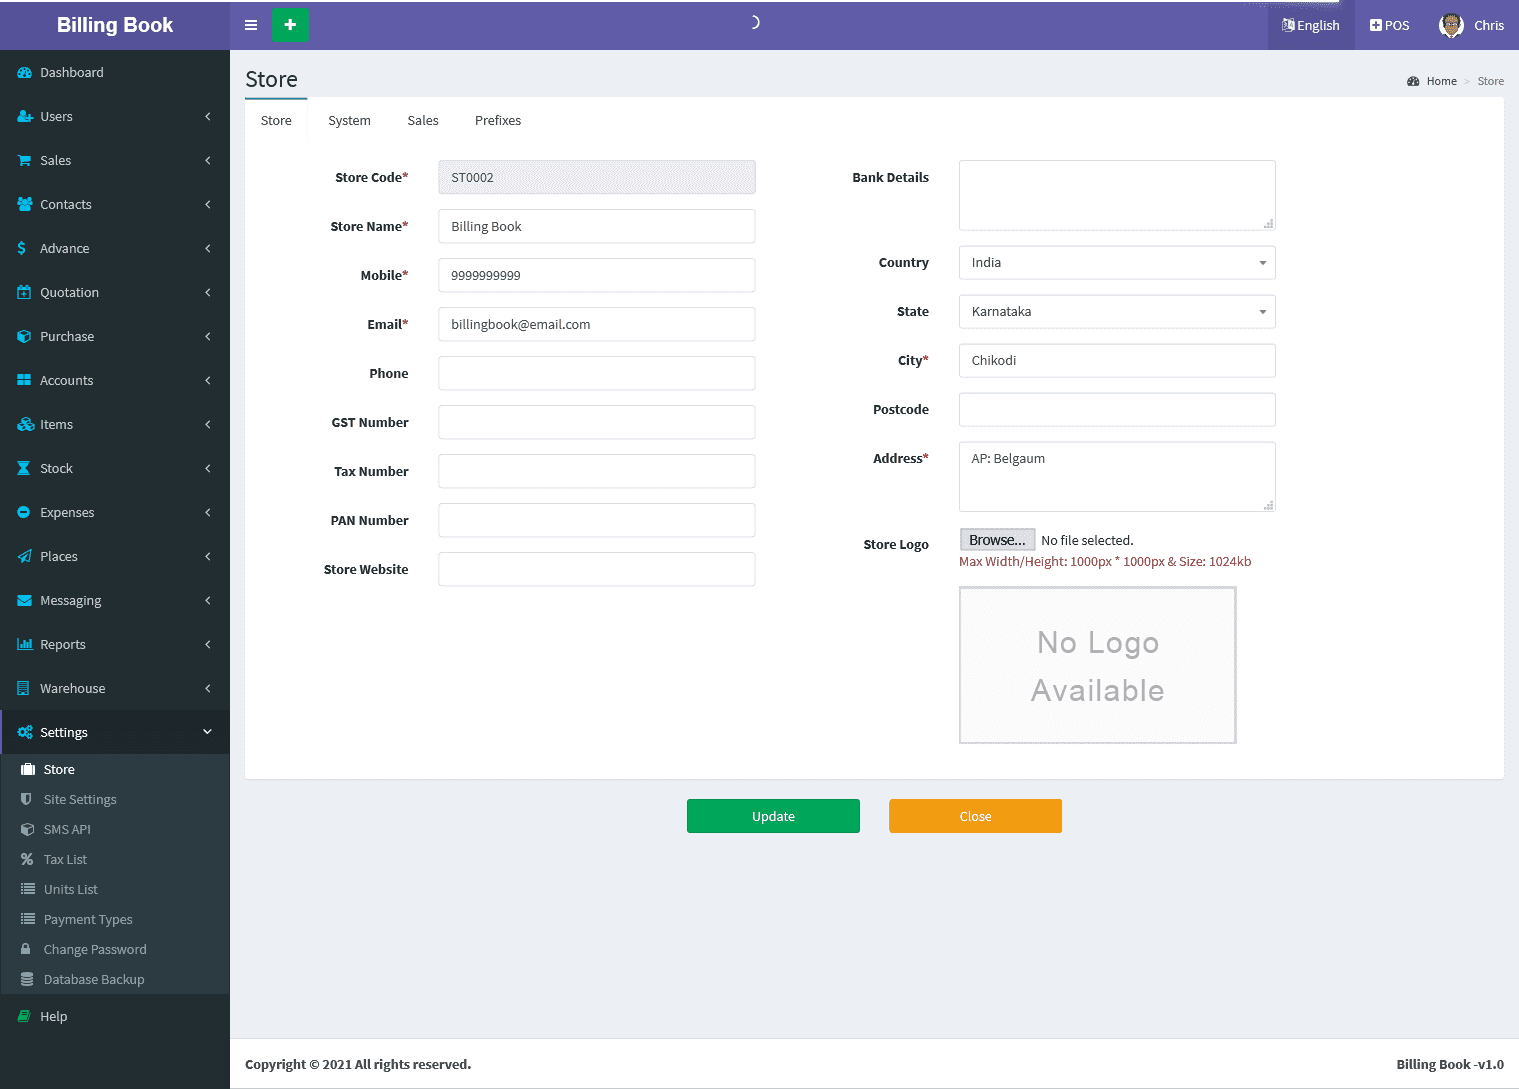 Billing Book
English
POS
Chris
Dashboard
Users
Sales
Contacts
Advance
Quotation
Purchase
Accounts
Items
Stock
Expenses
Places
Messaging
Reports
Warehouse
Settings
Store
Site Settings
SMS API
Tax List
Units List
Payment Types
Change Password
Database Backup
Help
Store
Home > Store
Store System Sales Prefixes
Store Code* ST0002
Store Name* Billing Book
Mobile* 9999999999
Email* billingbook@email.com
Phone
GST Number
Tax Number
PAN Number
Store Website
Bank Details
Country India
State Karnataka
City* Chikodi
Postcode
Address* AP: Belgaum
Store Logo Browse... No file selected.
Max Width/Height: 1000px * 1000px & Size: 1024kb
No Logo
Available
Update Close
Copyright © 2021 All rights reserved.
Billing Book -v1.0